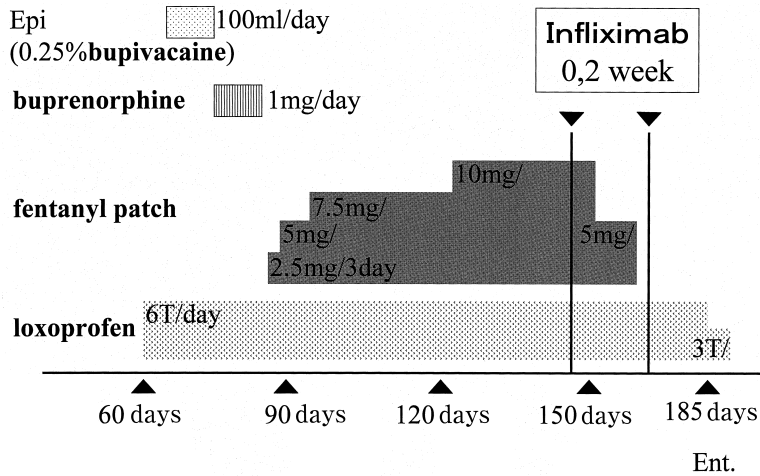 Epi 100ml/day
(0.25%bupivacaine)
Infliximab
0,2 week
buprenorphine 1mg/day
10mg/
fentanyl patch 7.5mg/
5mg/ 5mg/
2.5mg/3day
6T/day
loxoprofen
3T/
60 days 90 days 120 days 150 days 185 days
Ent.